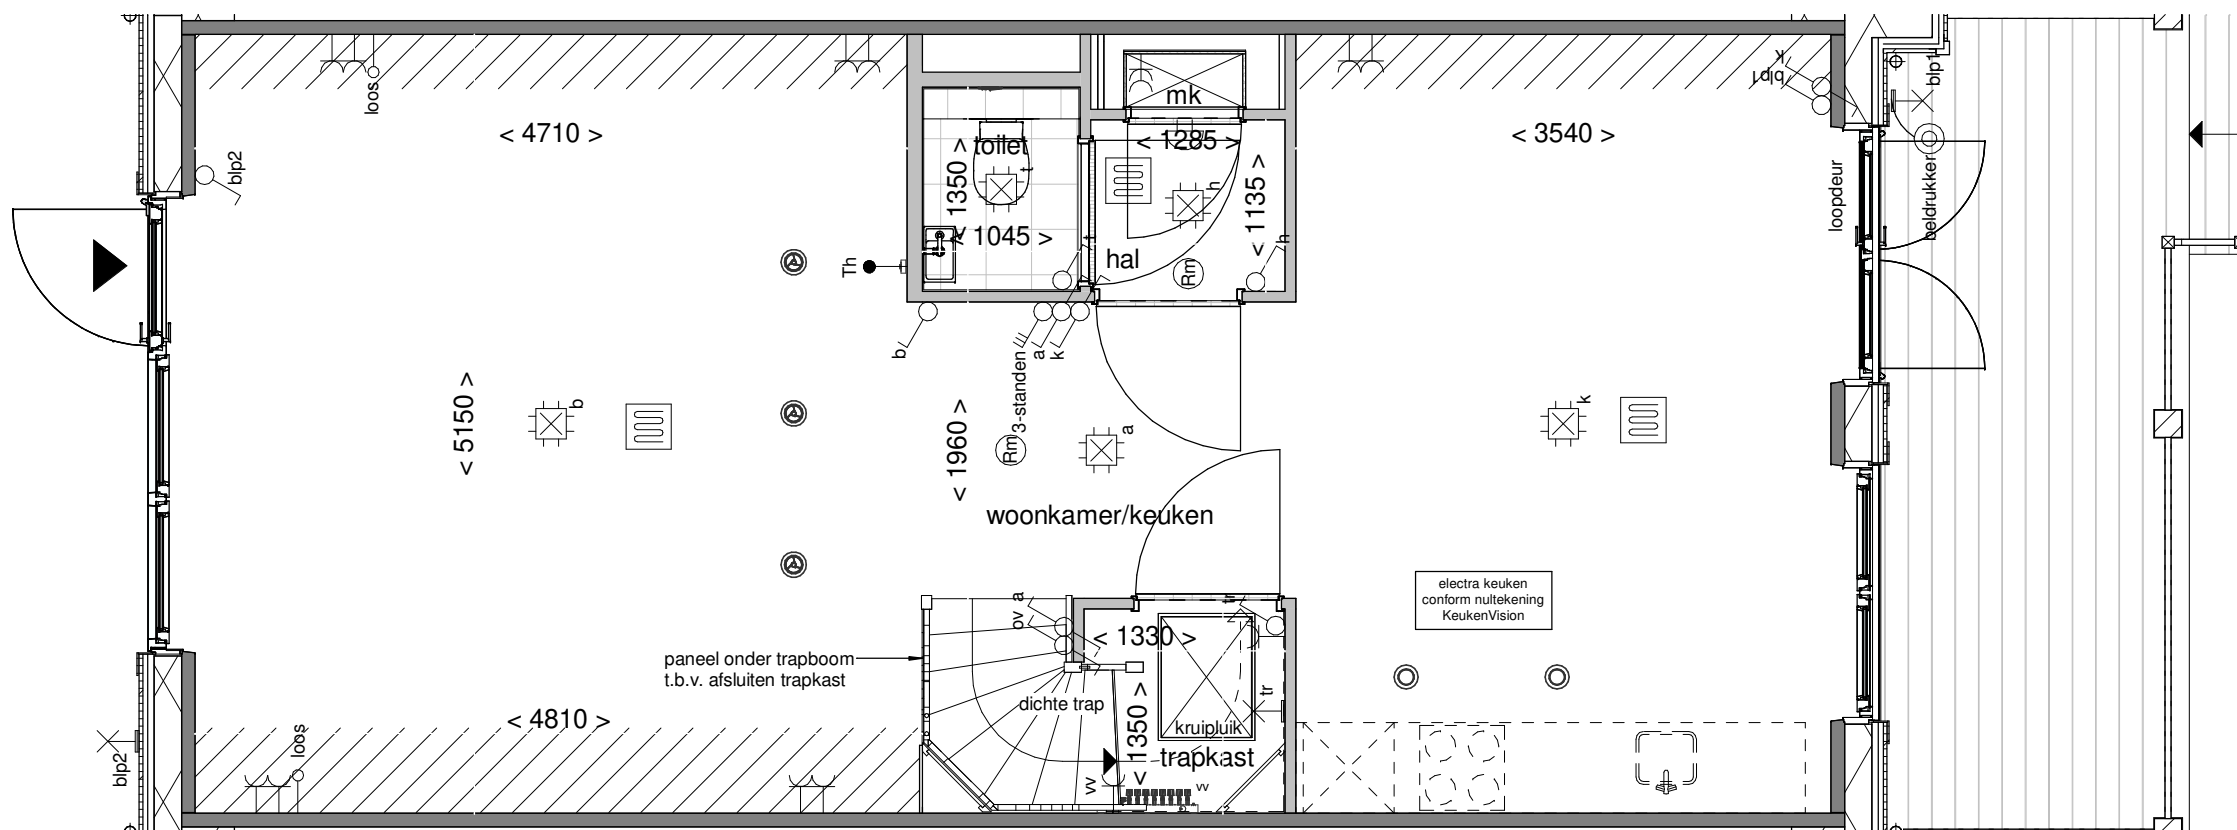 loos
mk
k
blp1
blp1
< 4710 >
toilet
t
< 1285 >
< 3540 >
blp2
< 1350 >
h
< 1135 >
loopdeur
beldrukker
< 1045 >
t
h
Th
hal
Rm
b
3-standen
a
k
< 5150 >
b
< 1960 >
Rm
a
k
woonkamer/keuken
electra keuken
conform nultekening
KeukenVision
ov
a
tr
< 1330 >
paneel onder trapboom
t.b.v. afsluiten trapkast
dichte trap
< 1350 >
tr
kruipluik
trapkast
< 4810 >
loos
blp2
vv
vv